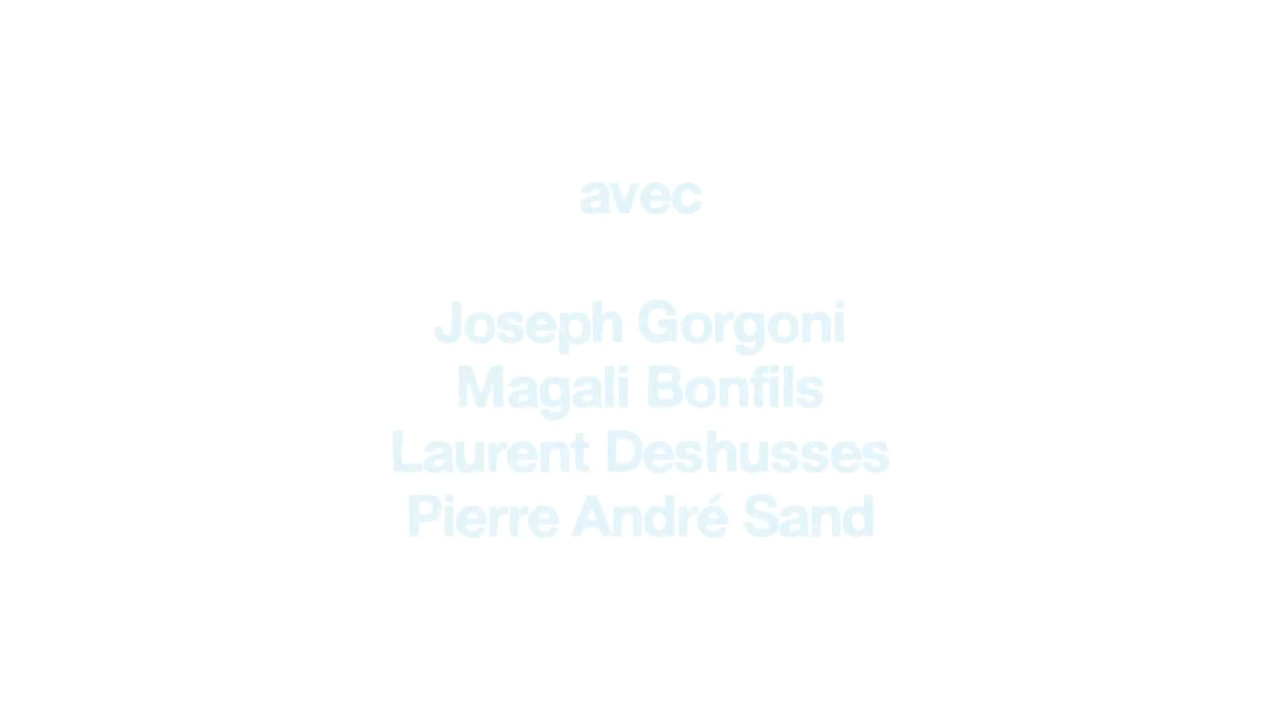 avec
Joseph Gorgoni
Magali Bonfils
Laurent Deshusses
Pierre André Sand